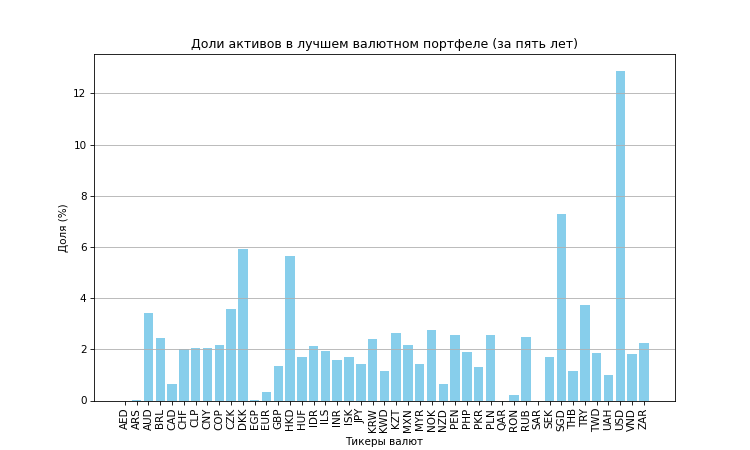 Доли активов в лучшем валютном портфеле (за пять лет)
Доля (%)
12
10
8
6
4
2
0
AED ARS AUD BRL CAD CHF CLP CNY COP CZK DKK EGP EUR GBP HKD HUF IDR ILS INR ISK JPY KRW KWD KZT MXN MYR NOK NZD PEN PHP PKR PLN QAR RON RUB SAR SEK SGD THB TRY TWD UAH USD VND ZAR
Тикеры валют